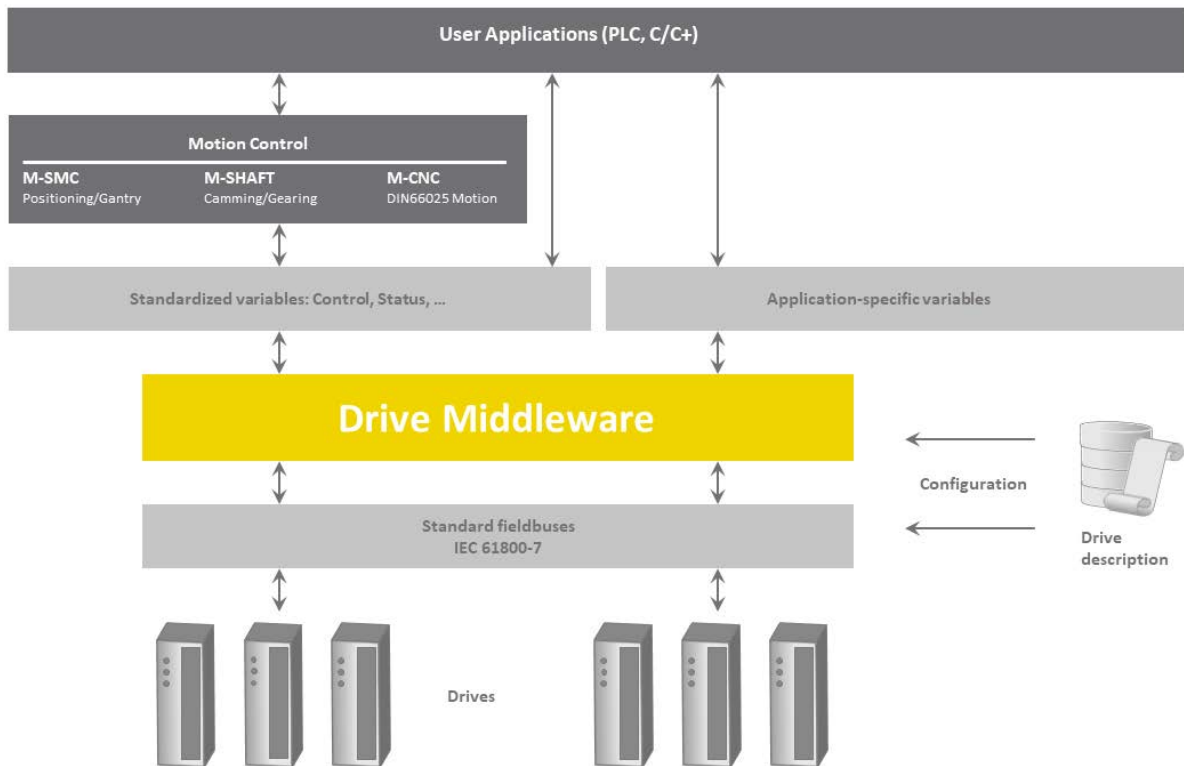 User Applications (PLC, C/C+)
Motion Control
M-SMC
Positioning/Gantry
M-SHAFT
Camming/Gearing
M-CNC
DIN66025 Motion
Standardized variables: Control, Status, ...
Application-specific variables
Drive Middleware
Configuration
Standard fieldbuses
IEC 61800-7
Drive
description
Drives